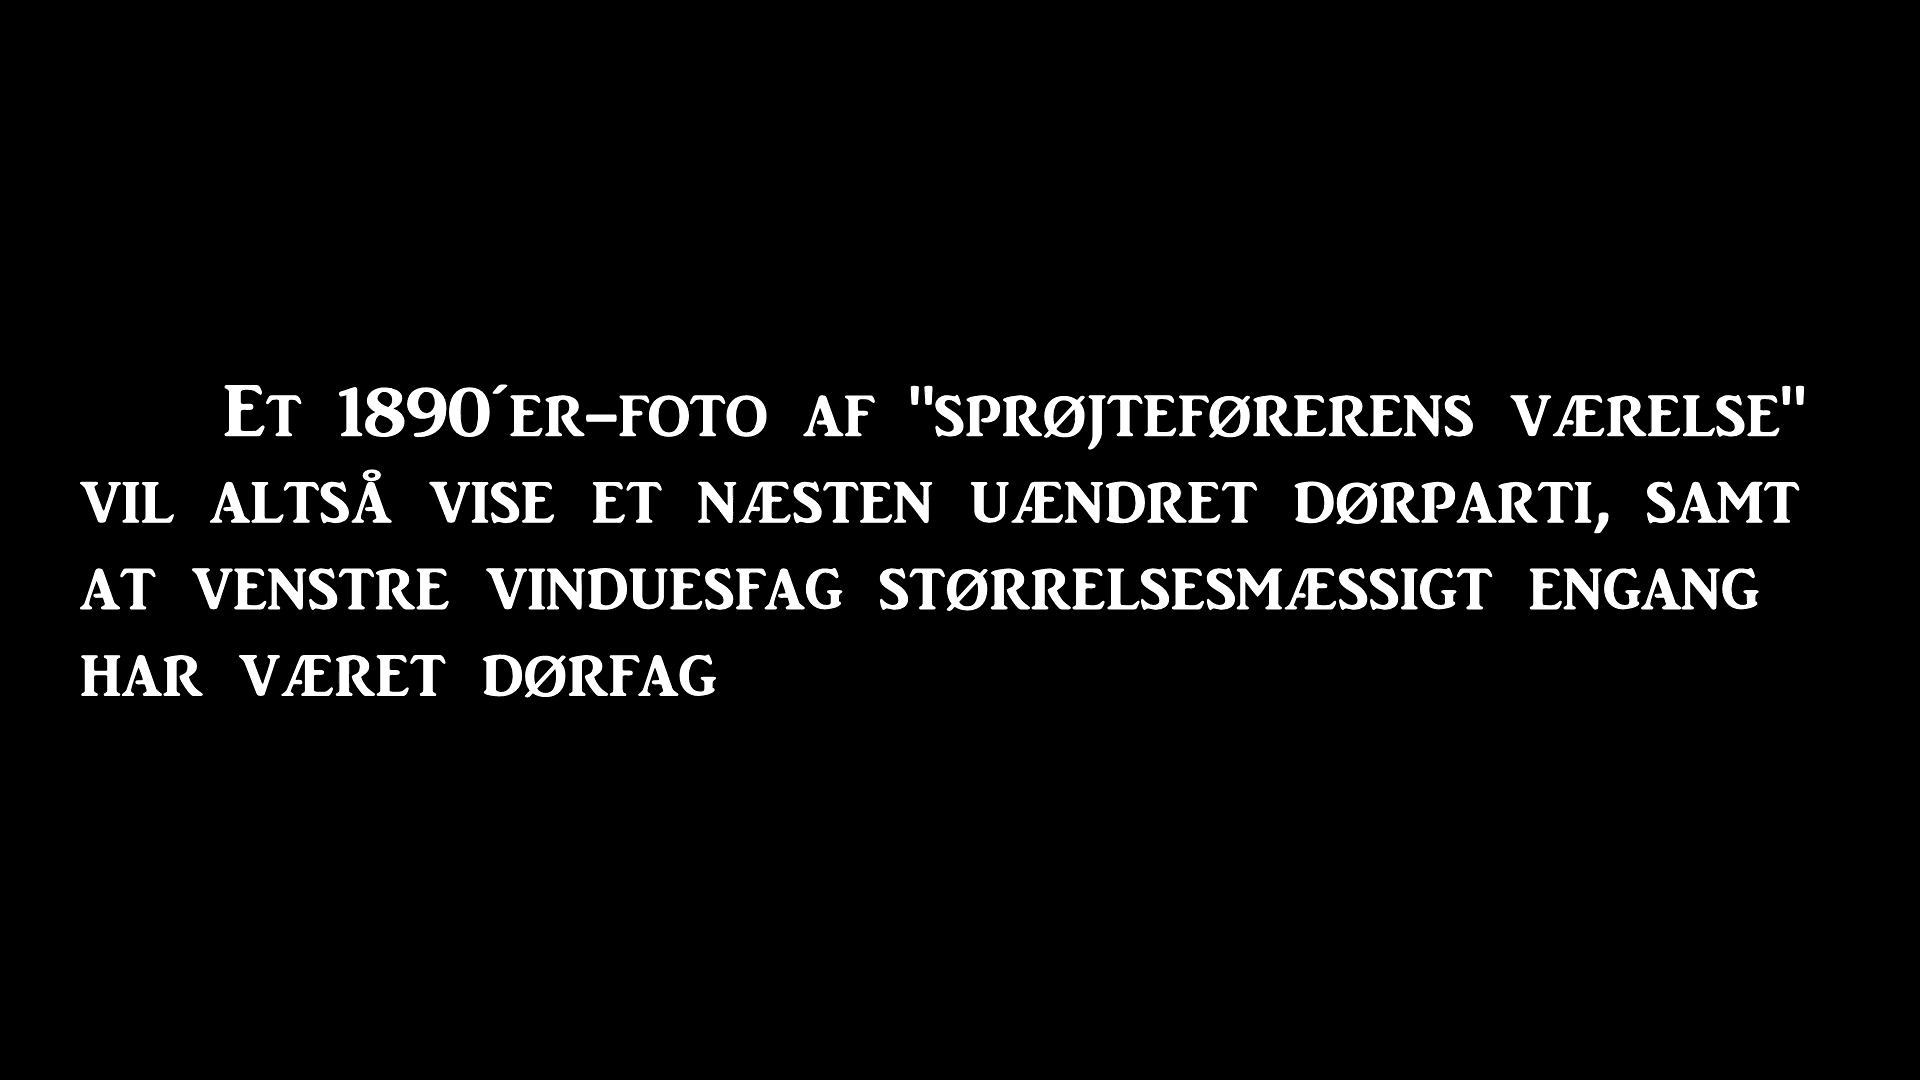 Et 1890´er-foto af "sprøjteførerens værelse"
vil altså vise et næsten uændret dørparti, samt
at venstre vinduesfag størrelsesmæssigt engang
har været dørfag